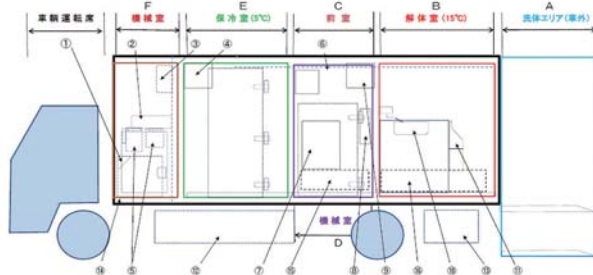 F E C B A
車輌運転席 機械室 保冷室(5℃) 前室 解体室(15℃) 洗体エリア(車外)
① ② ③ ④ ⑥
機械室
D
⑭ ⑤ ⑫ ⑦ ⑮ ⑧ ⑨ ⑯ ⑩ ⑪ ⑬